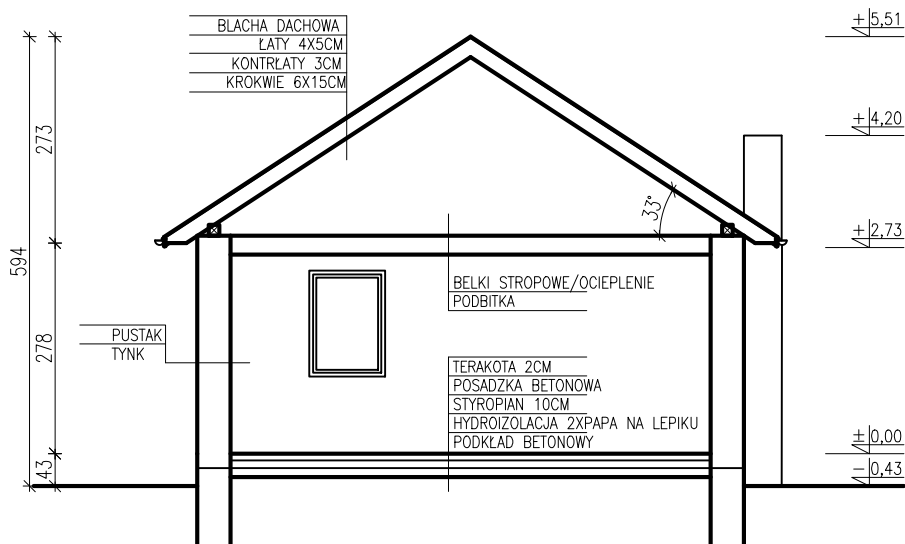 BLACHA DACHOWA
ŁATY 4X5CM
KONTRŁATY 3CM
KROKWIE 6X15CM
+5,51
+4,20
+2,73
±0,00
-0,43
273
594
278
43
33°
BELKI STROPOWE/OCIEPLENIE
PODBITKA
PUSTAK
TYNK
TERAKOTA 2CM
POSADZKA BETONOWA
STYROPIAN 10CM
HYDROIZOLACJA 2XPAPA NA LEPIKU
PODKŁAD BETONOWY